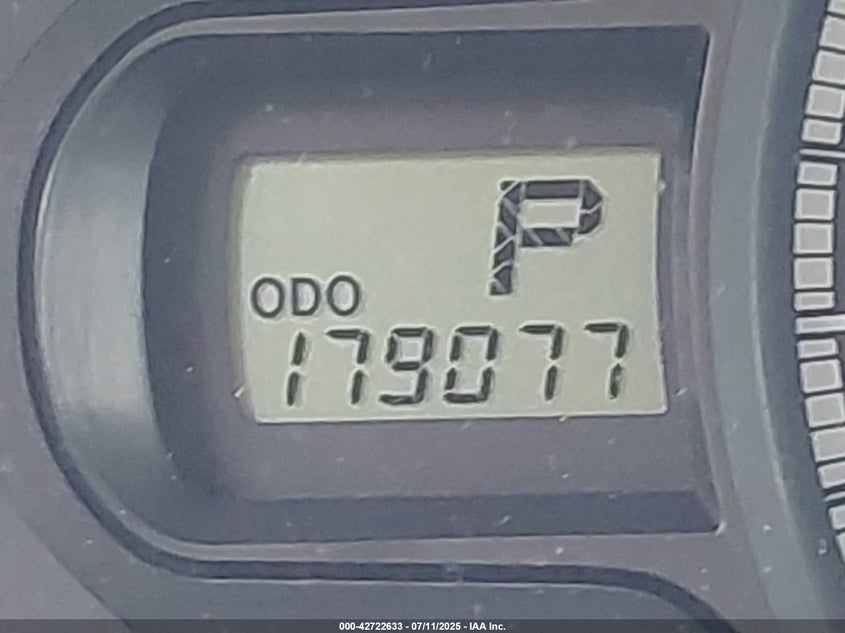 P
ODO
179077
000-42722633 - 07/11/2025 - IAA Inc.